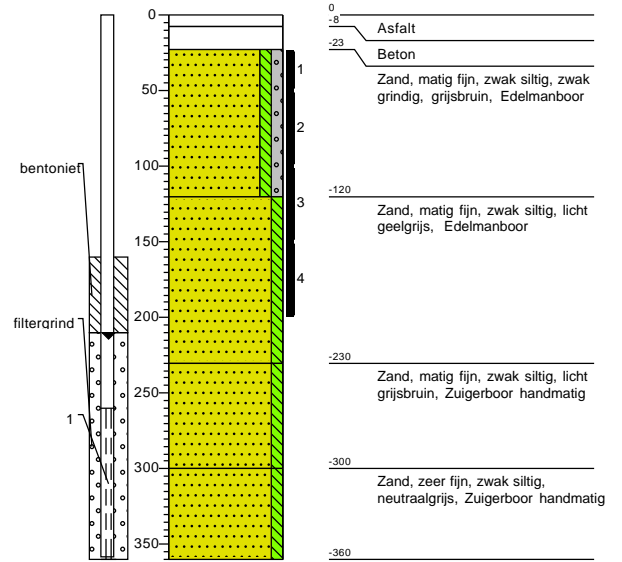 bentoniet
filtergrind
1
0
50
100
150
200
250
300
350
1
2
3
4
0
-8
Asfalt
-23
Beton
Zand, matig fijn, zwak siltig, zwak
grindig, grijsbruin, Edelmanboor
-120
Zand, matig fijn, zwak siltig, licht
geelgrijs, Edelmanboor
-230
Zand, matig fijn, zwak siltig, licht
grijsbruin, Zuigerboor handmatig
-300
Zand, zeer fijn, zwak siltig,
neutraalgrijs, Zuigerboor handmatig
-360